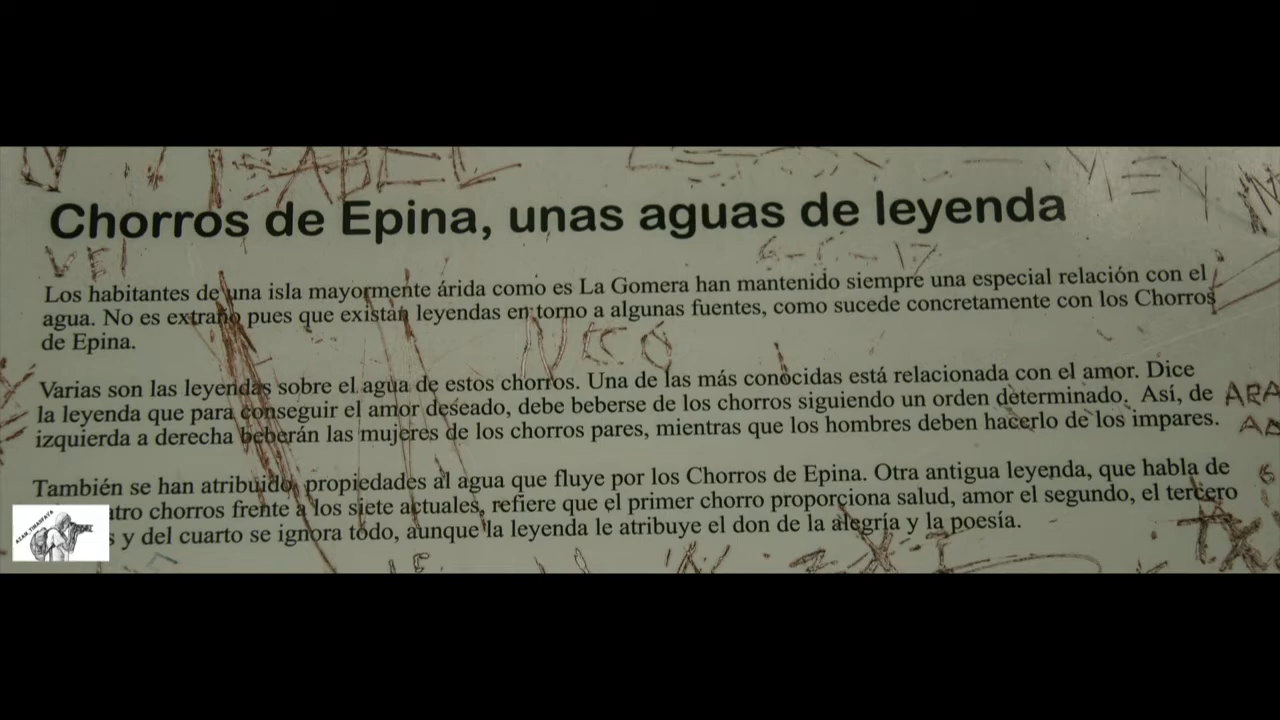 Chorros de Epina, unas aguas de leyenda
VEI
6-5-17
Los habitantes de una isla mayormente árida como es La Gomera han mantenido siempre una especial relación con el
agua. No es extraño pues que existan leyendas en torno a algunas fuentes, como sucede concretamente con los Chorros
de Epina.
Varias son las leyendas sobre el agua de estos chorros. Una de las más conocidas está relacionada con el amor. Dice
la leyenda que para conseguir el amor deseado, debe beberse de los chorros siguiendo un orden determinado. Así, de
izquierda a derecha beberán las mujeres de los chorros pares, mientras que los hombres deben hacerlo de los impares.
También se han atribuido propiedades al agua que fluye por los Chorros de Epina. Otra antigua leyenda, que habla de
tro chorros frente a los siete actuales, refiere que el primer chorro proporciona salud, amor el segundo, el tercero
s y del cuarto se ignora todo, aunque la leyenda le atribuye el don de la alegría y la poesía.